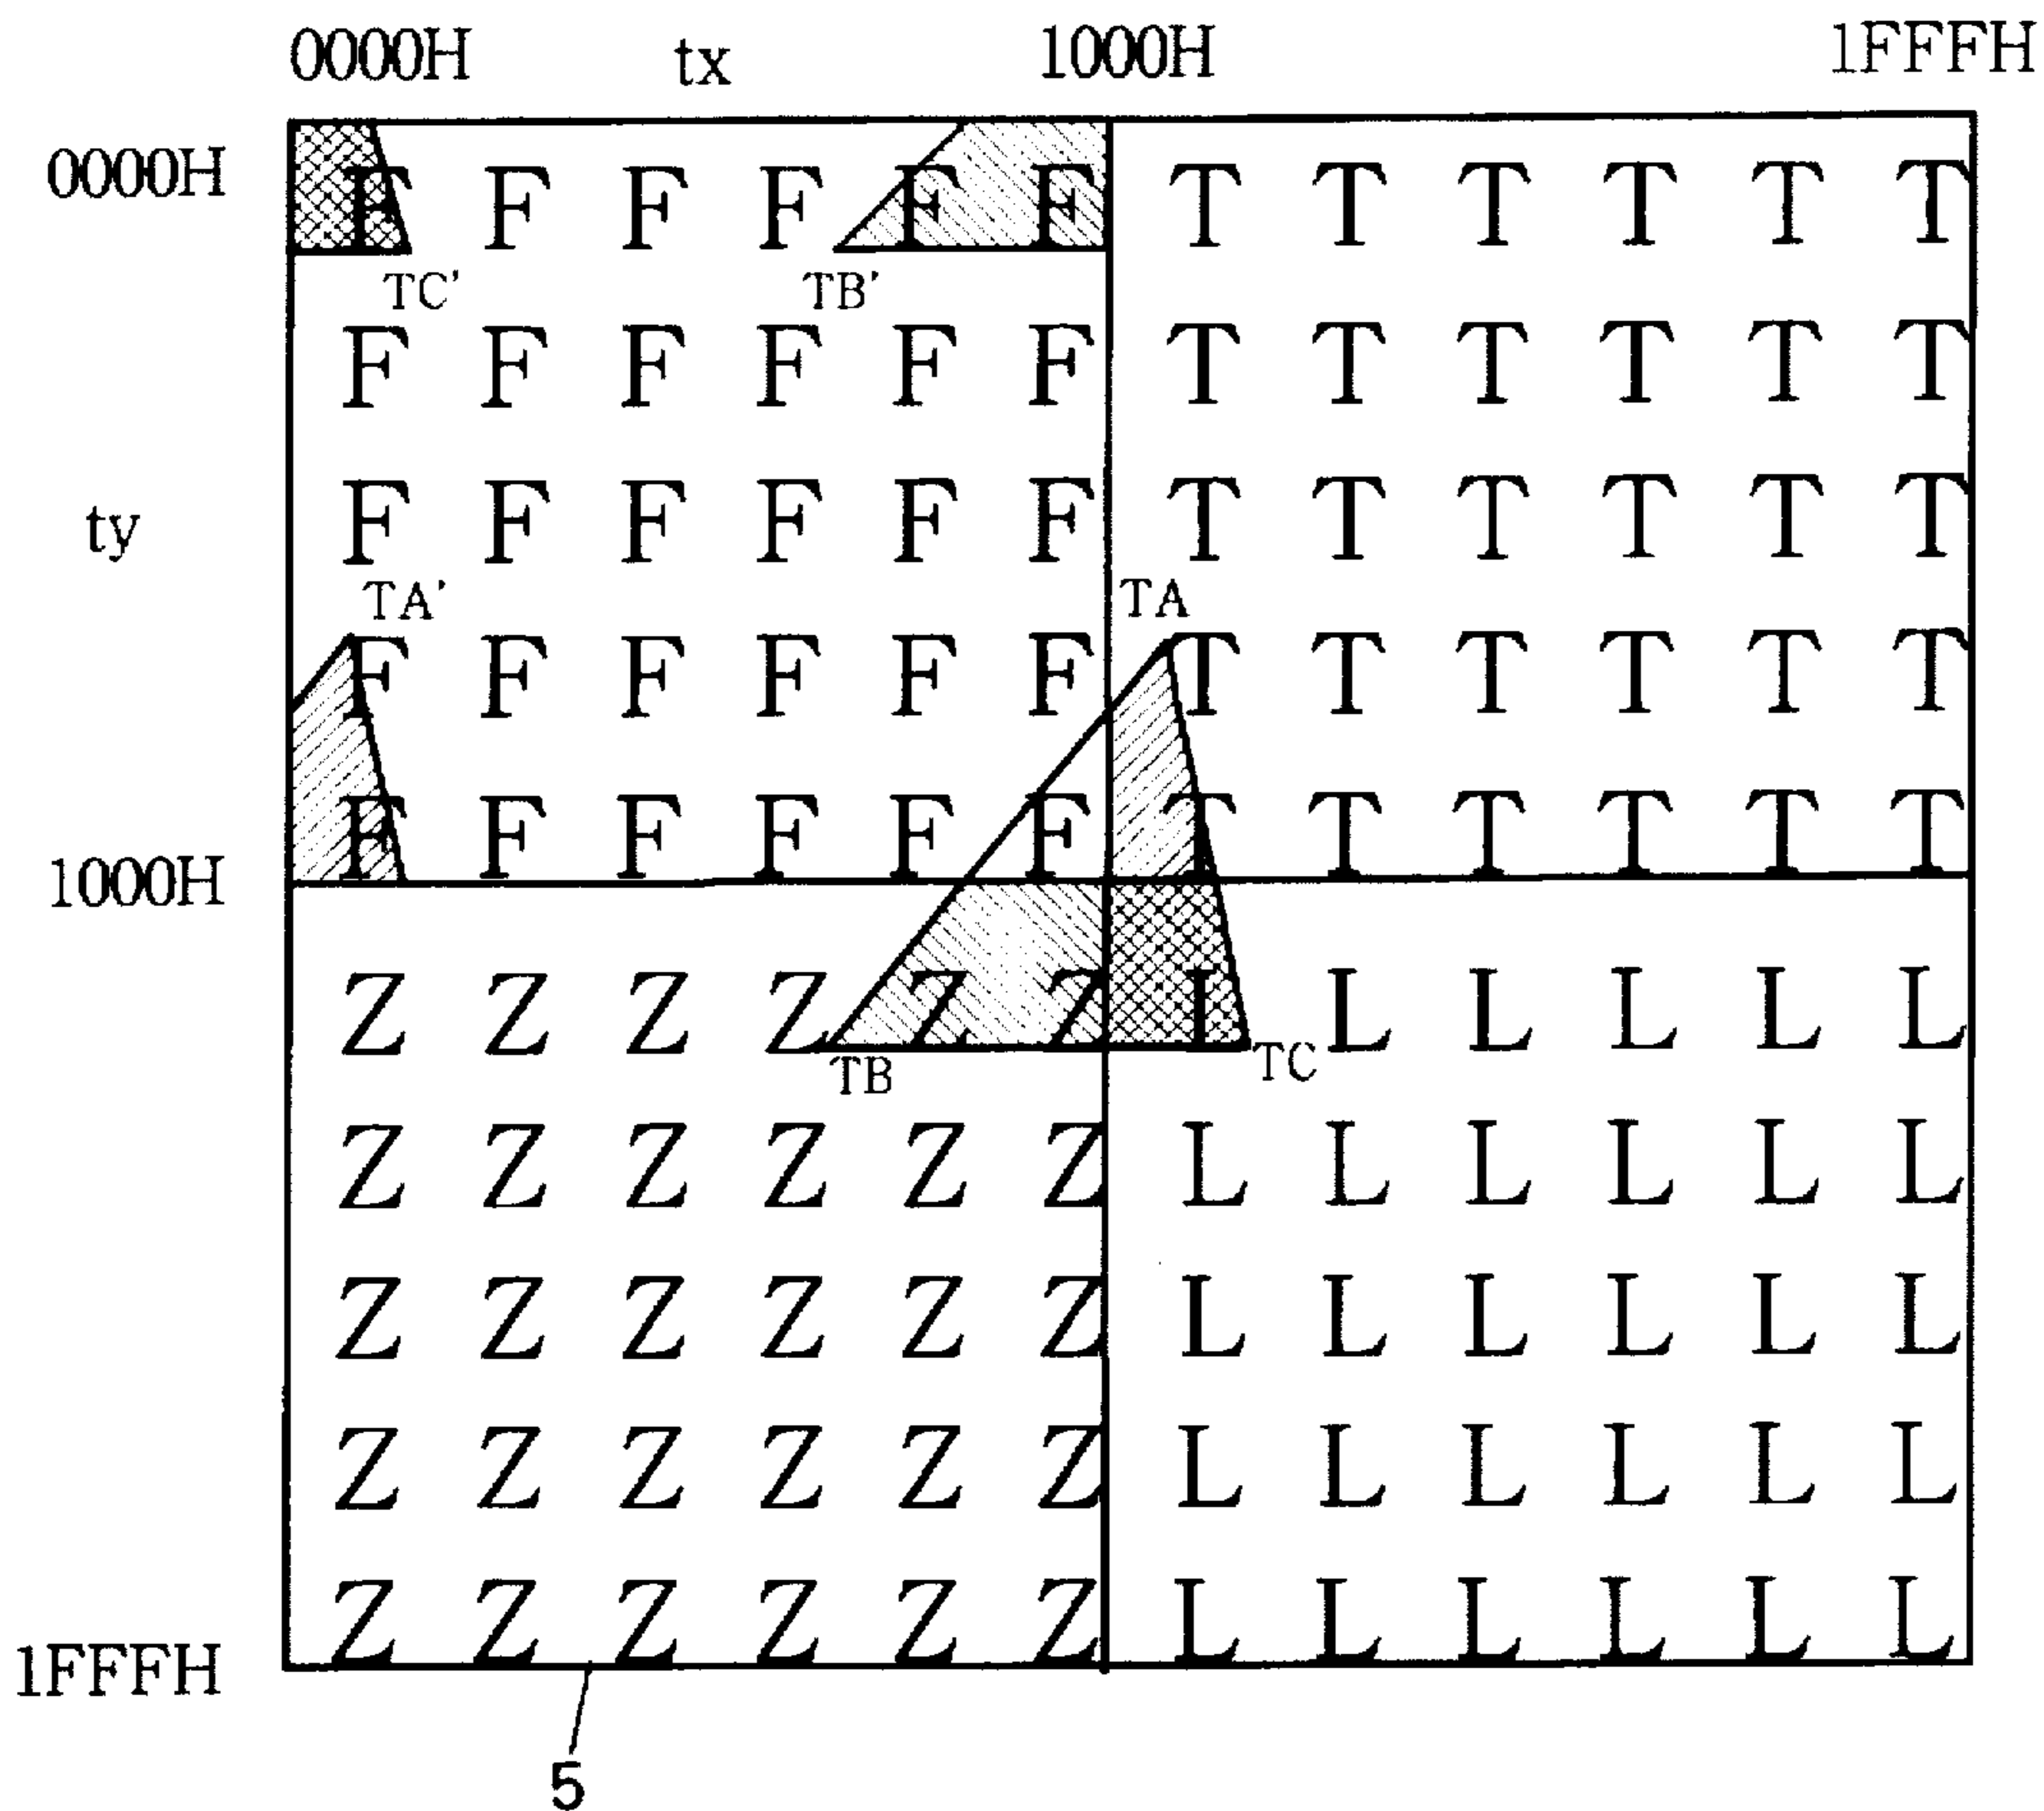 0000H tx 1000H 1FFFH
0000H F F F F F F T T T T T T
TC' TB'
F F F F F F T T T T T T
ty F F F F F F T T T T T T
TA' TA
F F F F F F T T T T T T
1000H F F F F F F T T T T T T
Z Z Z Z Z Z L L L L L L
TB TC
Z Z Z Z Z Z L L L L L L
Z Z Z Z Z Z L L L L L L
Z Z Z Z Z Z L L L L L L
1FFFH Z Z Z Z Z Z L L L L L L
5